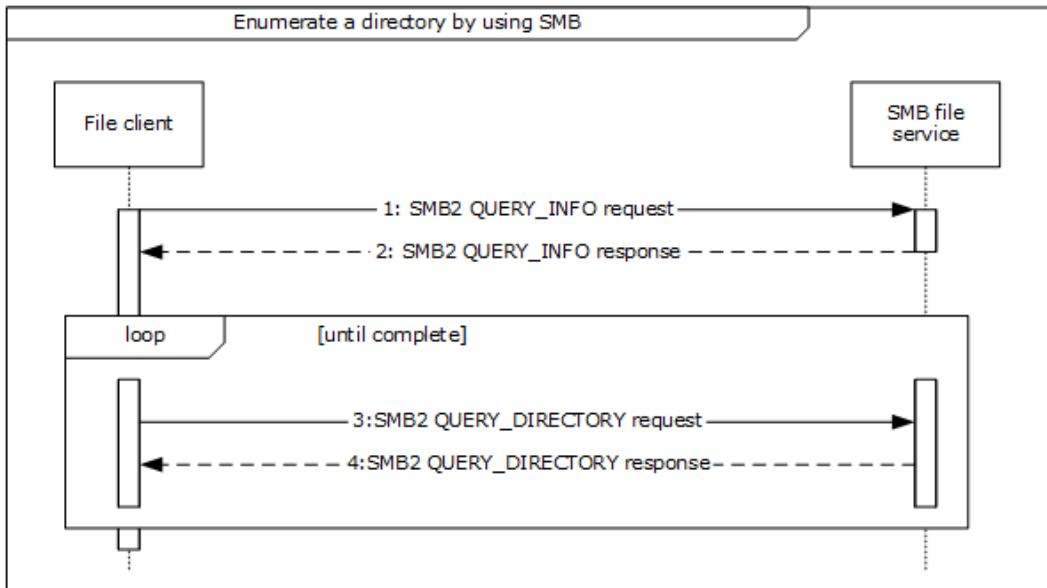 Enumerate a directory by using SMB
File client
SMB file
service
1: SMB2 QUERY_INFO request
2: SMB2 QUERY_INFO response
loop
[until complete]
3:SMB2 QUERY_DIRECTORY request
4:SMB2 QUERY_DIRECTORY response